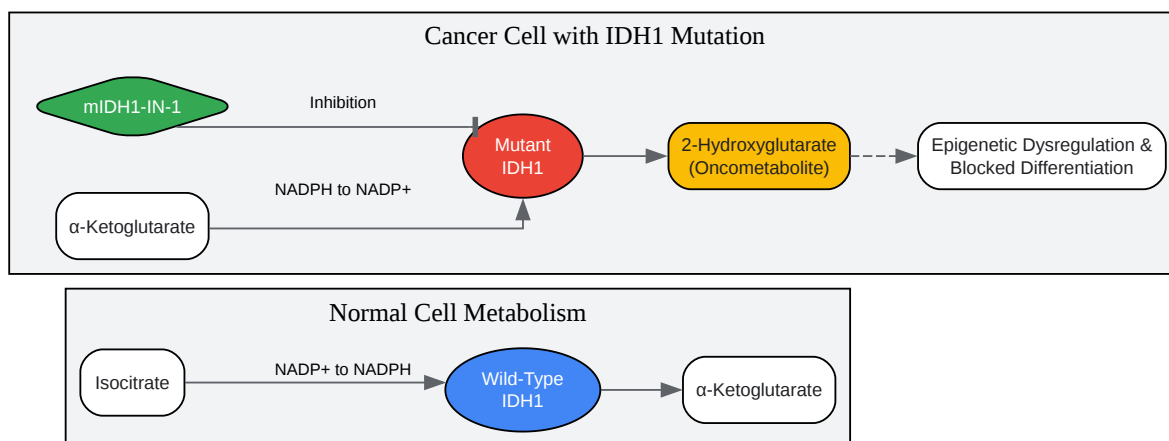 Cancer Cell with IDH1 Mutation
mIDH1-IN-1
Inhibition
Mutant
IDH1
2-Hydroxyglutarate
(Oncometabolite)
Epigenetic Dysregulation &
Blocked Differentiation
NADPH to NADP+
α-Ketoglutarate
Normal Cell Metabolism
Isocitrate
NADP+ to NADPH
Wild-Type
IDH1
α-Ketoglutarate